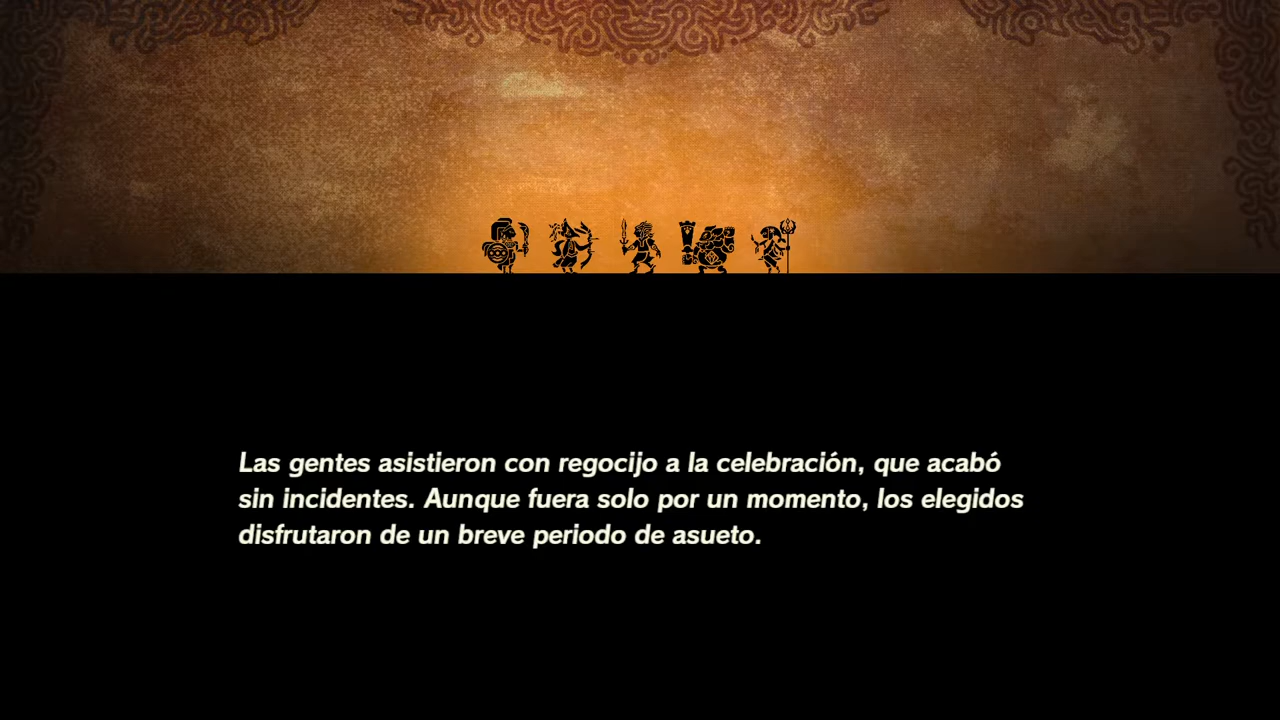 Las gentes asistieron con regocijo a la celebración, que acabó
sin incidentes. Aunque fuera solo por un momento, los elegidos
disfrutaron de un breve periodo de asueto.